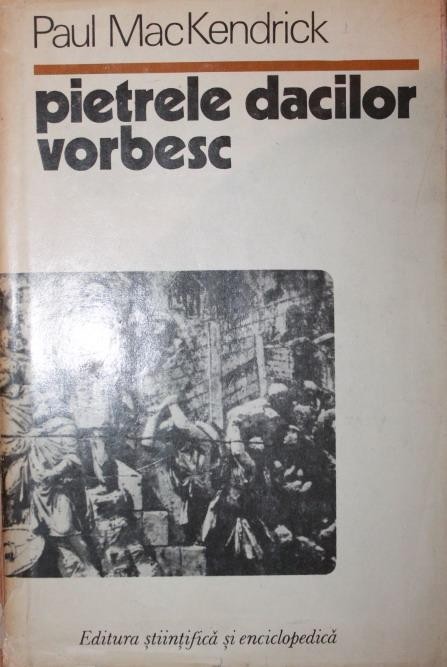 Paul MacKendrick
pietrele dacilor
vorbesc
Editura științifică și enciclopedică